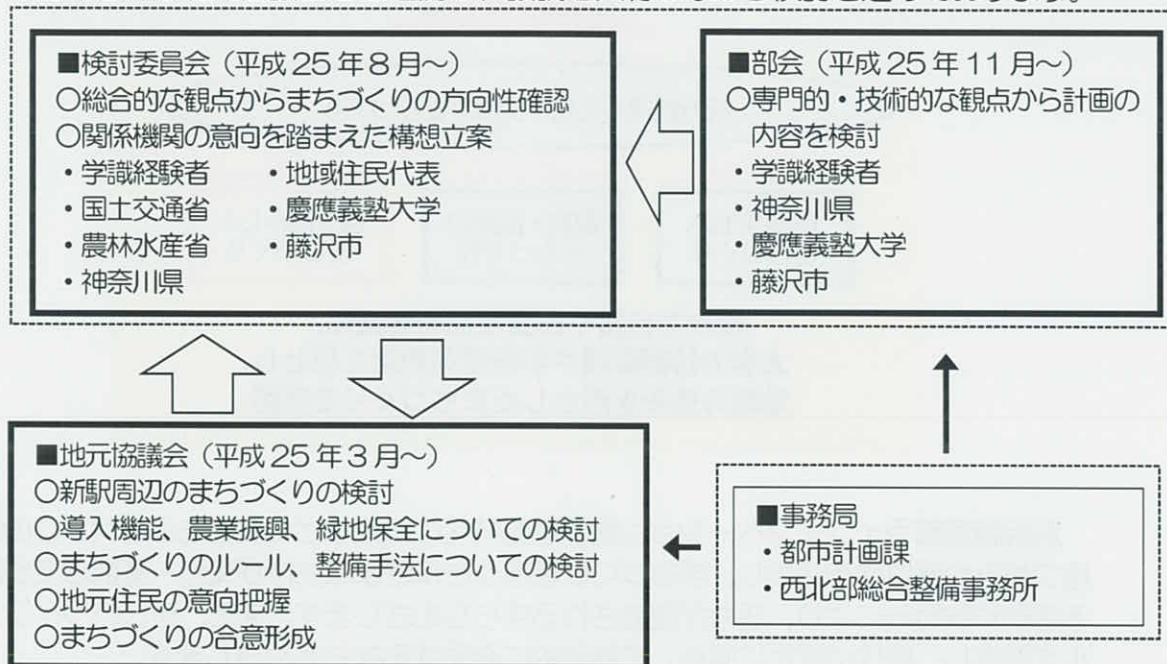 ■検討委員会（平成25年8月～）
○総合的な観点からまちづくりの方向性確認
○関係機関の意向を踏まえた構想立案
・学識経験者　・地域住民代表
・国土交通省　・慶應義塾大学
・農林水産省　・藤沢市
・神奈川県
■部会（平成25年11月～）
○専門的・技術的な観点から計画の
内容を検討
・学識経験者
・神奈川県
・慶應義塾大学
・藤沢市
■地元協議会（平成25年3月～）
○新駅周辺のまちづくりの検討
○導入機能、農業振興、緑地保全についての検討
○まちづくりのルール、整備手法についての検討
○地元住民の意向把握
○まちづくりの合意形成
■事務局
・都市計画課
・西北部総合整備事務所